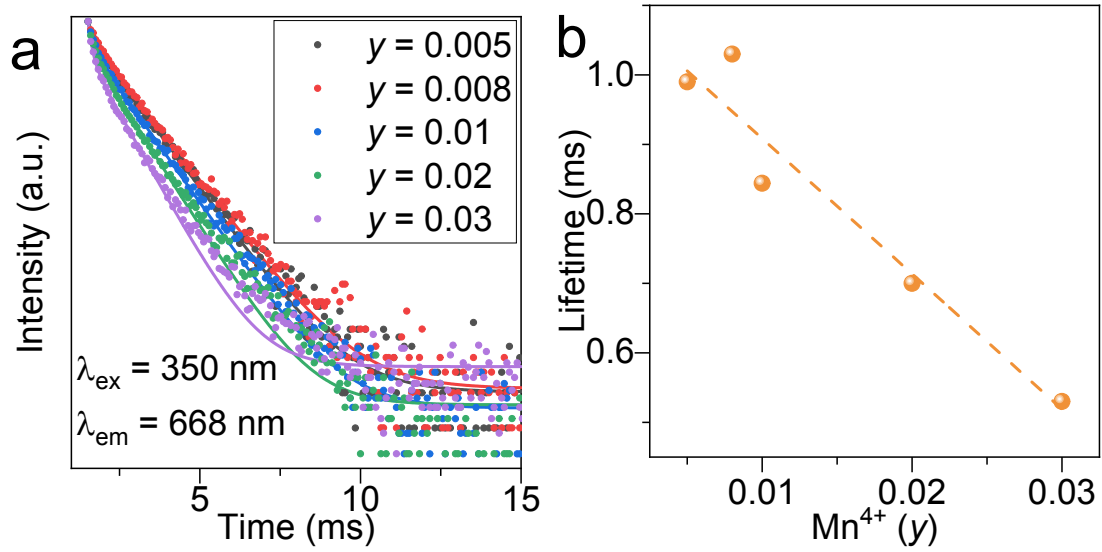 a
y = 0.005
y = 0.008
y = 0.01
y = 0.02
y = 0.03
Intensity (a.u.)
λex = 350 nm
λem = 668 nm
5
10
15
Time (ms)
b
1.0
0.8
0.6
Lifetime (ms)
0.01
0.02
0.03
Mn⁴⁺ (y)